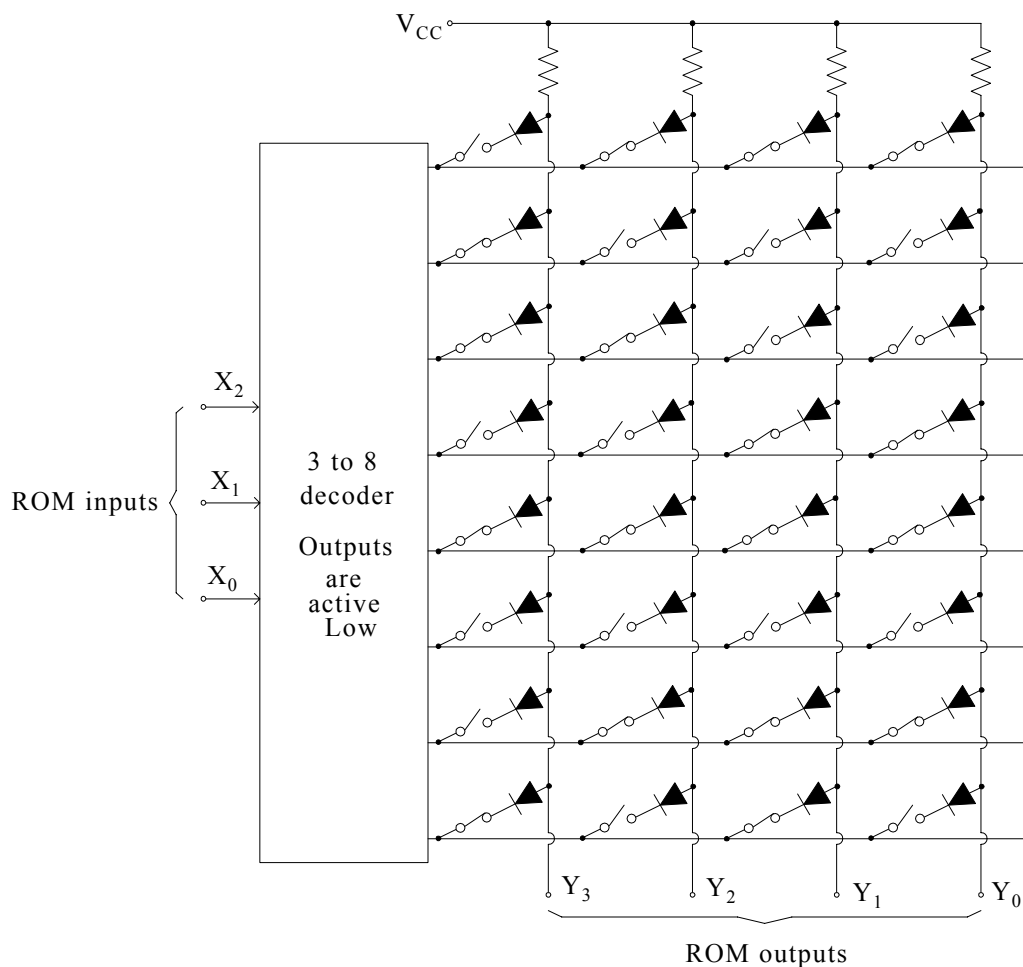 V_CC
X_2
3 to 8
decoder
ROM inputs
X_1
Outputs
are
active
Low
X_0
Y_3
Y_2
Y_1
Y_0
ROM outputs